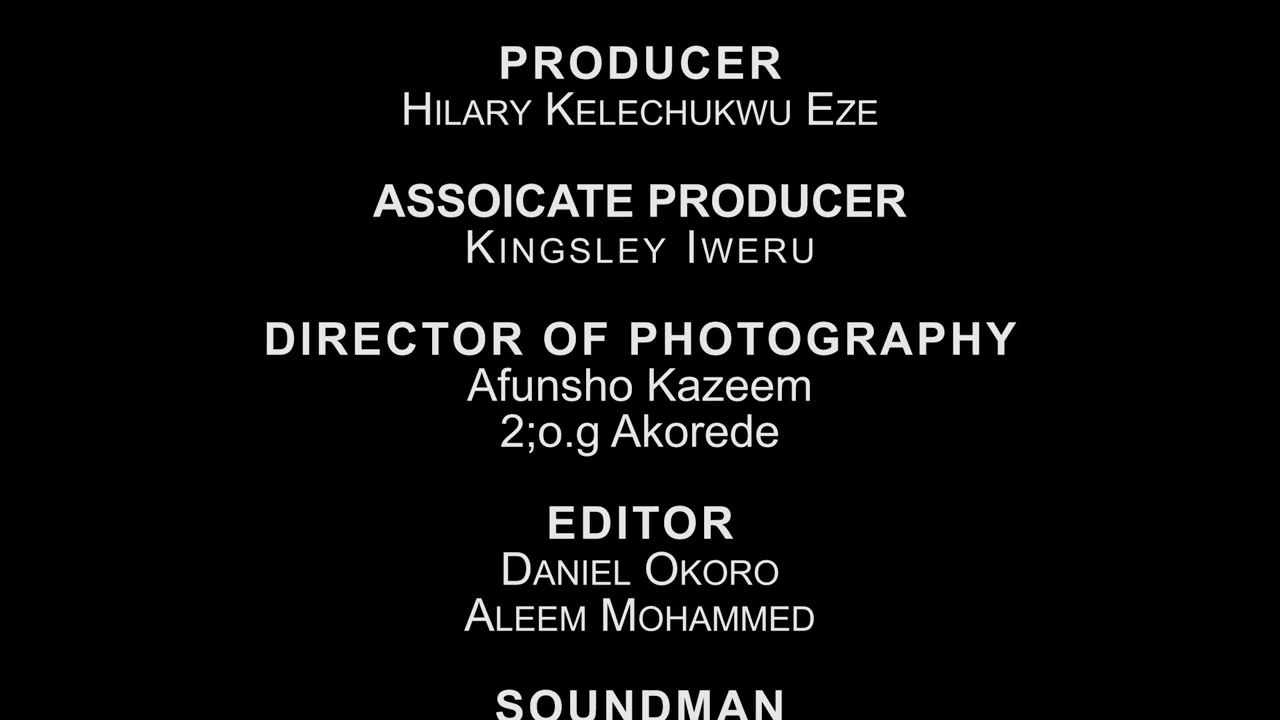 PRODUCER
HILARY KELECHUKWU EZE
ASSOICATE PRODUCER
KINGSLEY IWERU
DIRECTOR OF PHOTOGRAPHY
Afunsho Kazeem
2;o.g Akorede
EDITOR
DANIEL OKORO
ALEEM MOHAMMED
SOUNDMAN